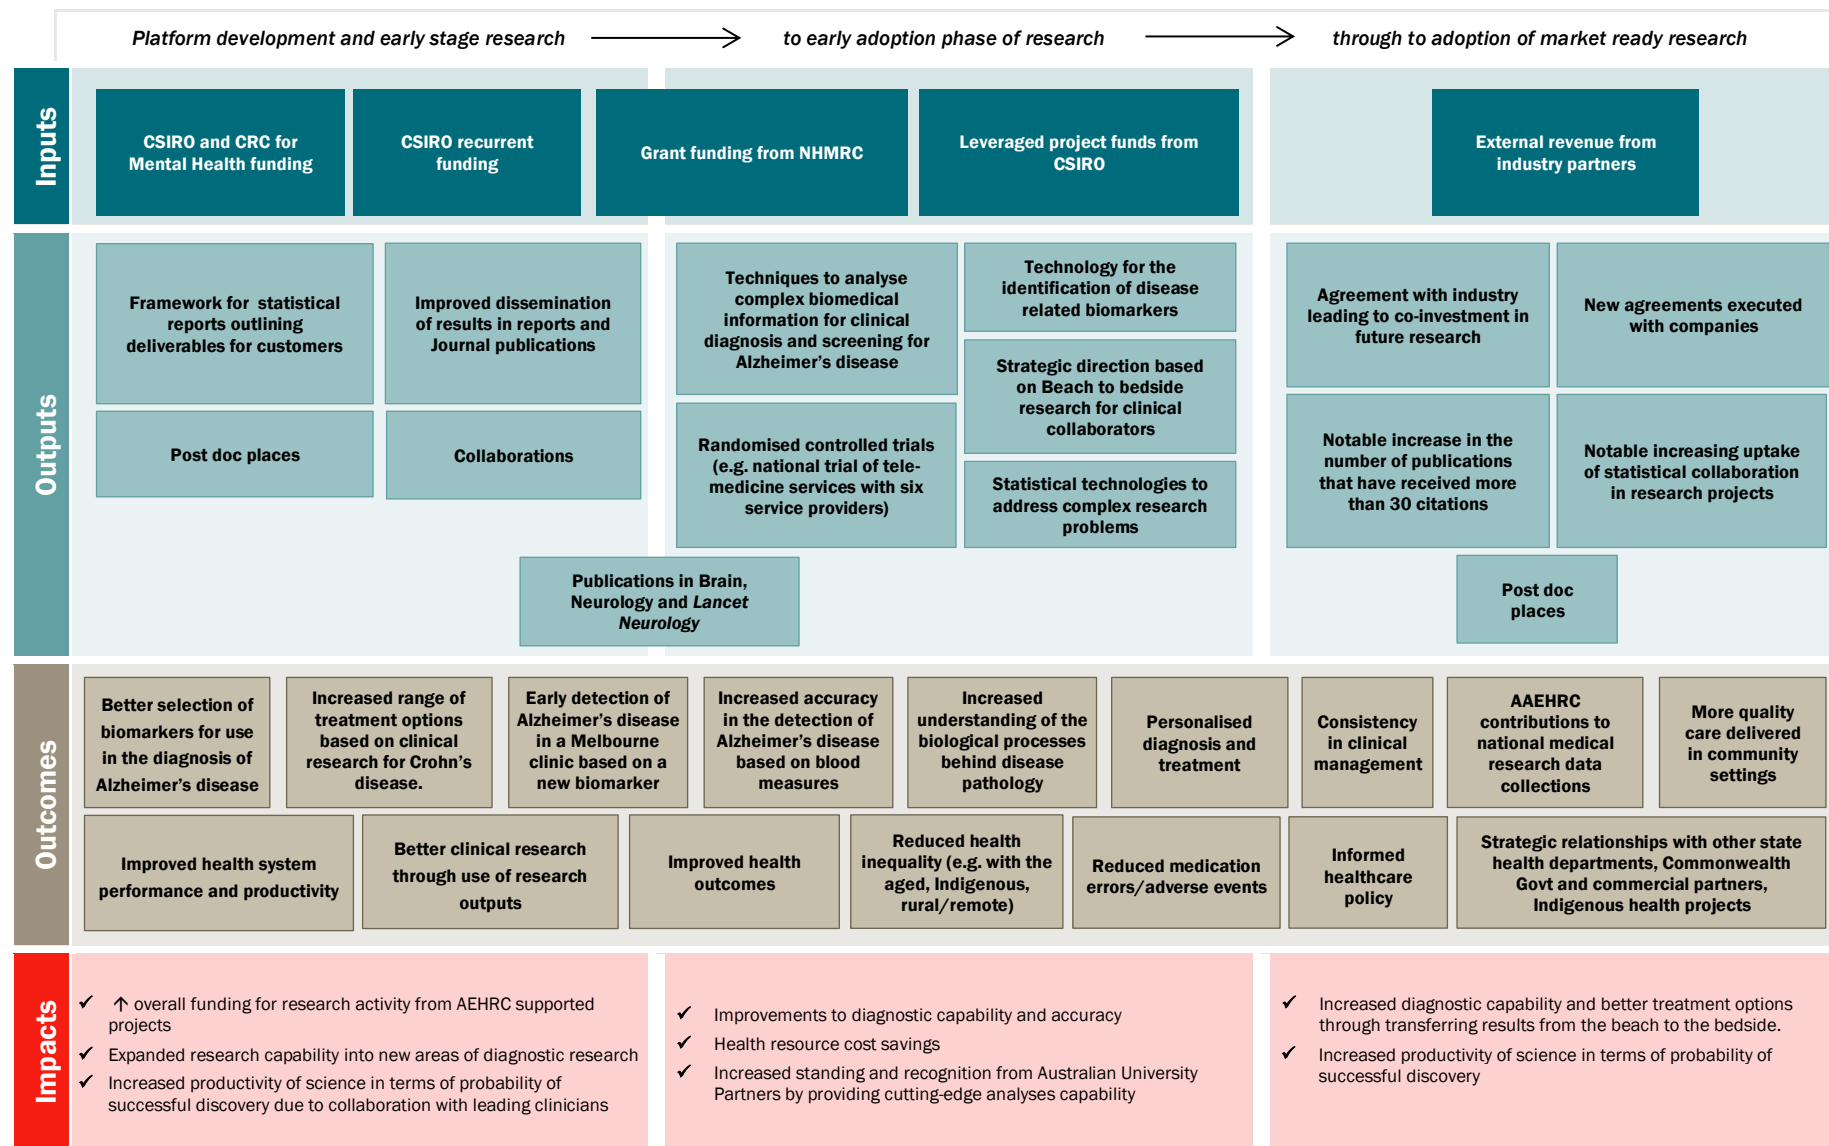 Platform development and early stage research
to early adoption phase of research
through to adoption of market ready research
Inputs
CSIRO and CRC for
Mental Health funding
CSIRO recurrent
funding
Grant funding from NHMRC
Leveraged project funds from
CSIRO
External revenue from
industry partners
Outputs
Framework for statistical
reports outlining
deliverables for customers
Improved dissemination
of results in reports and
Journal publications
Post doc places
Collaborations
Techniques to analyse
complex biomedical
information for clinical
diagnosis and screening for
Alzheimer's disease
Technology for the
identification of disease
related biomarkers
Strategic direction based
on Beach to bedside
research for clinical
collaborators
Randomised controlled trials
(e.g. national trial of tele-
medicine services with six
service providers)
Statistical technologies to
address complex research
problems
Publications in Brain,
Neurology and Lancet
Neurology
Agreement with industry
leading to co-investment in
future research
New agreements executed
with companies
Notable increase in the
number of publications
that have received more
than 30 citations
Notable increasing uptake
of statistical collaboration
in research projects
Post doc
places
Outcomes
Better selection of
biomarkers for use
in the diagnosis of
Alzheimer's disease
Increased range of
treatment options
based on clinical
research for Crohn's
disease.
Early detection of
Alzheimer's disease
in a Melbourne
clinic based on a
new biomarker
Increased accuracy
in the detection of
Alzheimer's disease
based on blood
measures
Increased
understanding of the
biological processes
behind disease
pathology
Personalised
diagnosis and
treatment
Consistency
in clinical
management
AAEHRC
contributions to
national medical
research data
collections
More quality
care delivered
in community
settings
Improved health system
performance and productivity
Better clinical research
through use of research
outputs
Improved health
outcomes
Reduced health
inequality (e.g. with the
aged, Indigenous,
rural/remote)
Reduced medication
errors/adverse events
Informed
healthcare
policy
Strategic relationships with other state
health departments, Commonwealth
Govt and commercial partners,
Indigenous health projects
Impacts
✓ ↑ overall funding for research activity from AEHRC supported
projects
✓ Expanded research capability into new areas of diagnostic research
✓ Increased productivity of science in terms of probability of
successful discovery due to collaboration with leading clinicians
✓ Improvements to diagnostic capability and accuracy
✓ Health resource cost savings
✓ Increased standing and recognition from Australian University
Partners by providing cutting-edge analyses capability
✓ Increased diagnostic capability and better treatment options
through transferring results from the beach to the bedside.
✓ Increased productivity of science in terms of probability of
successful discovery